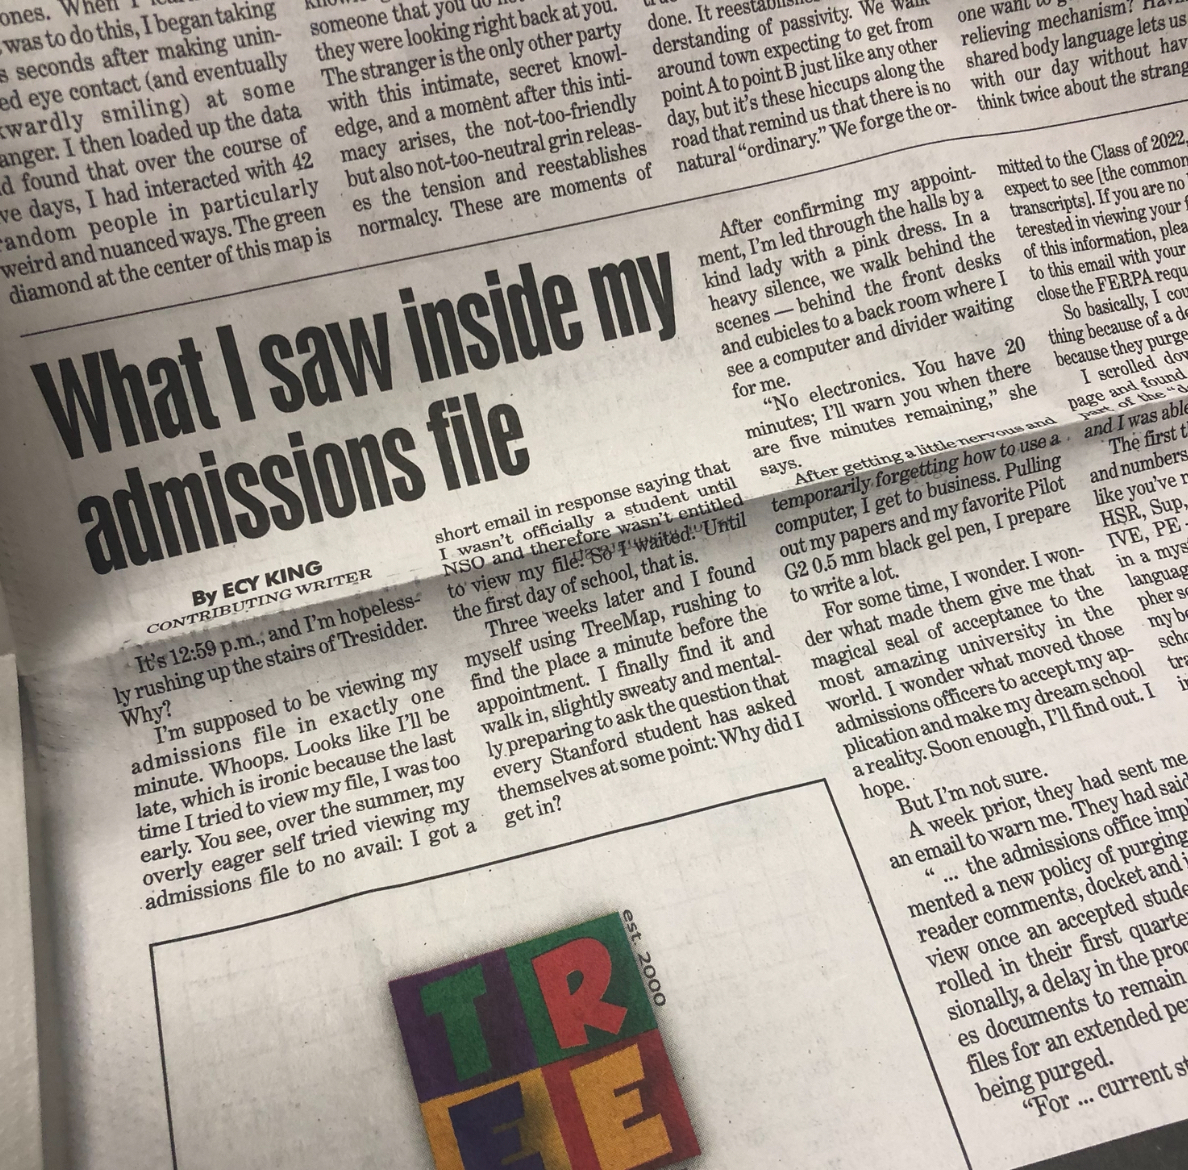 ones. When I
was to do this, I began taking
s seconds after making unin-
ed eye contact (and eventually
kwardly smiling) at some
anger. I then loaded up the data
d found that over the course of
ve days, I had interacted with 42
random people in particularly
weird and nuanced ways. The green
diamond at the center of this map is
someone that you do
they were looking right back at you.
The stranger is the only other party
with this intimate, secret knowl-
edge, and a moment after this inti-
macy arises, the not-too-friendly
but also not-too-neutral grin releas-
es the tension and reestablishes
normalcy. These are moments of
done. It reestablishes
derstanding of passivity. We walk
around town expecting to get from
point A to point B just like any other
day, but it's these hiccups along the
road that remind us that there is no
natural “ordinary.” We forge the or-
one want to
relieving mechanism?
shared body language lets us
with our day without hav
think twice about the strang
What I saw inside my
admissions file
By ECY KING
CONTRIBUTING WRITER
It's 12:59 p.m., and I'm hopeless-
ly rushing up the stairs of Tresidder.
Why?
I'm supposed to be viewing my
admissions file in exactly one
minute. Whoops. Looks like I'll be
late, which is ironic because the last
time I tried to view my file, I was too
early. You see, over the summer, my
overly eager self tried viewing my
admissions file to no avail: I got a
short email in response saying that
I wasn't officially a student until
NSO and therefore wasn't entitled
to view my file. So I waited. Until
the first day of school, that is.
Three weeks later and I found
myself using TreeMap, rushing to
find the place a minute before the
appointment. I finally find it and
walk in, slightly sweaty and mental-
ly preparing to ask the question that
every Stanford student has asked
themselves at some point: Why did I
get in?
After confirming my appoint-
ment, I'm led through the halls by a
kind lady with a pink dress. In a
heavy silence, we walk behind the
scenes — behind the front desks
and cubicles to a back room where I
see a computer and divider waiting
for me.
“No electronics. You have 20
minutes; I'll warn you when there
are five minutes remaining,” she
says.
After getting a little nervous and
temporarily forgetting how to use a
computer, I get to business. Pulling
out my papers and my favorite Pilot
G2 0.5 mm black gel pen, I prepare
to write a lot.
For some time, I wonder. I won-
der what made them give me that
magical seal of acceptance to the
most amazing university in the
world. I wonder what moved those
admissions officers to accept my ap-
plication and make my dream school
a reality. Soon enough, I'll find out. I
hope.
But I'm not sure.
A week prior, they had sent me
an email to warn me. They had said
“ ... the admissions office impl
mented a new policy of purging
reader comments, docket and i
view once an accepted stude
rolled in their first quarte
sionally, a delay in the proc
es documents to remain
files for an extended pe
being purged.
“For ... current st
mitted to the Class of 2022,
expect to see [the common
transcripts]. If you are no l
terested in viewing your f
of this information, plea
to this email with your
close the FERPA requ
So basically, I cou
thing because of a de
because they purge
I scrolled dow
page and found
part of the “d
and I was able
The first t
and numbers
like you've n
HSR, Sup,
IVE, PE
in a mys
languag
pher s
my be
scho
tra
i
est. 2000
TR
EE